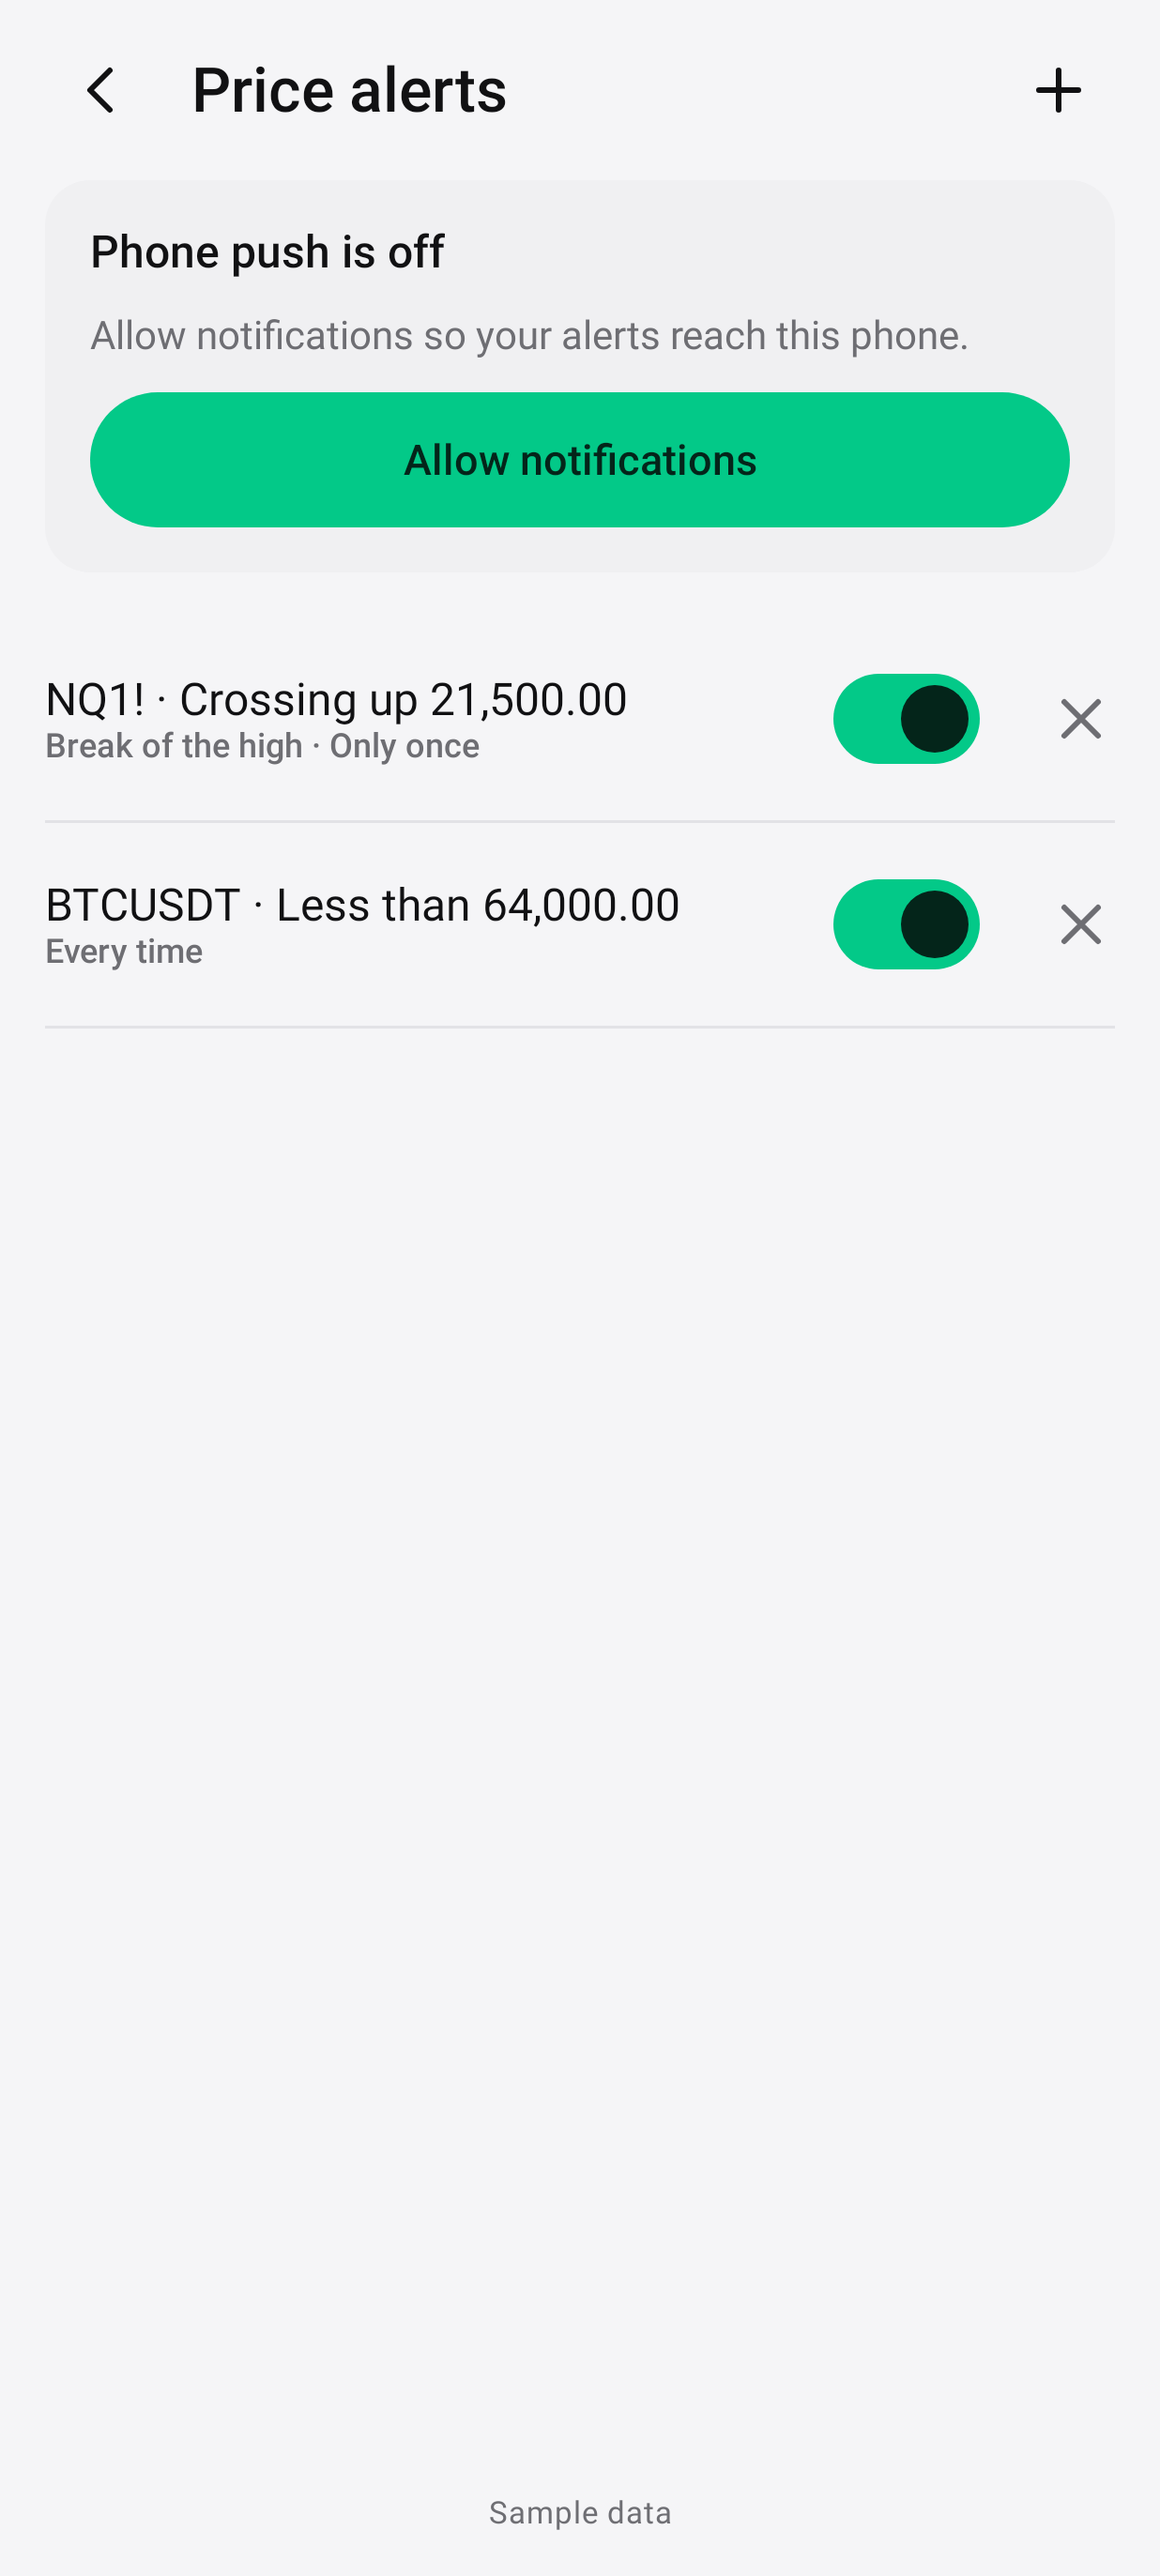 Price alerts
Phone push is off
Allow notifications so your alerts reach this phone.
Allow notifications
NQ1! · Crossing up 21,500.00
Break of the high · Only once
BTCUSDT · Less than 64,000.00
Every time
Sample data